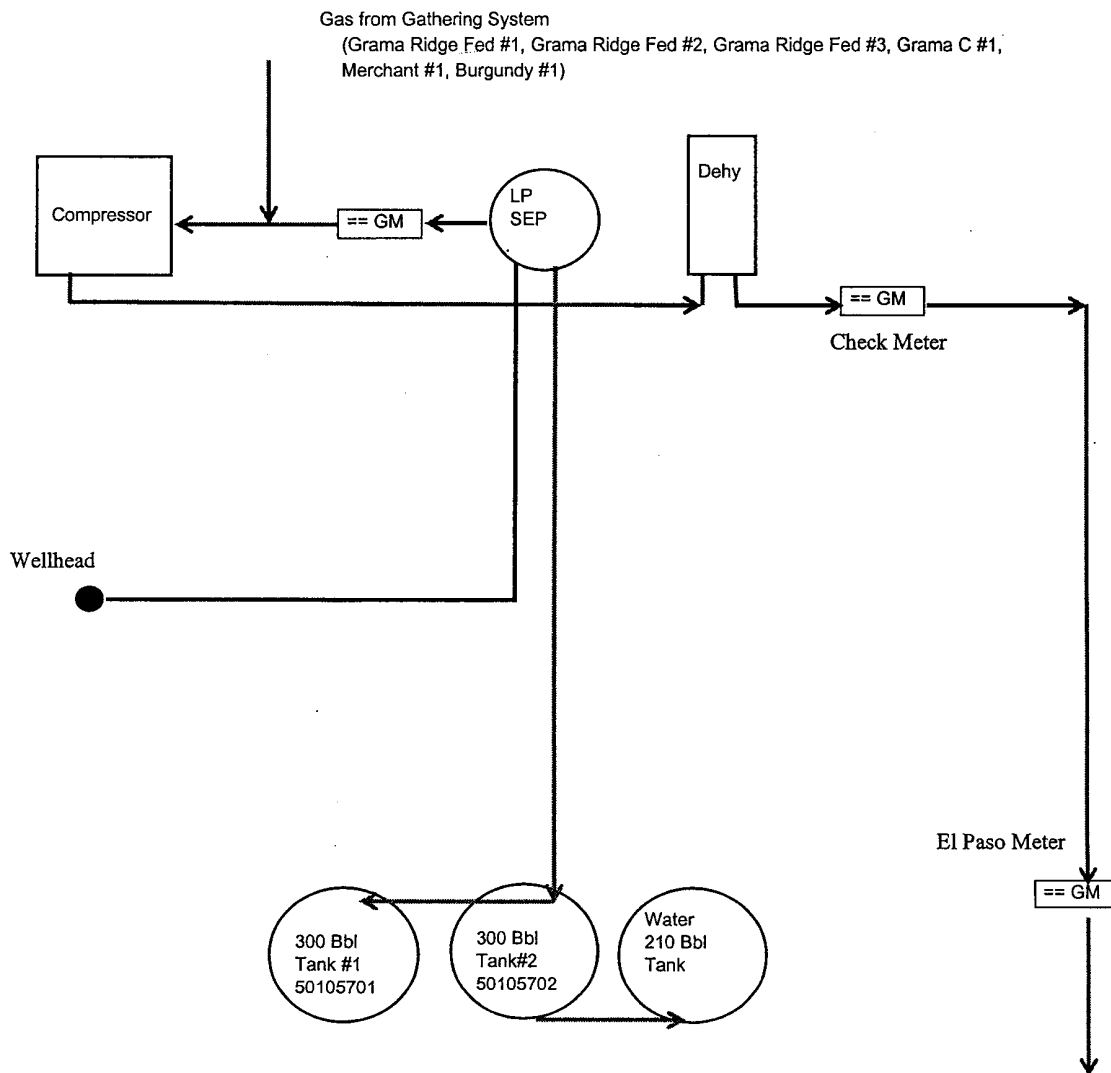 Gas from Gathering System
(Grama Ridge Fed #1, Grama Ridge Fed #2, Grama Ridge Fed #3, Grama C #1,
Merchant #1, Burgundy #1)
Compressor
== GM
LP
SEP
Dehy
== GM
Check Meter
Wellhead
El Paso Meter
== GM
300 Bbl
Tank #1
50105701
300 Bbl
Tank#2
50105702
Water
210 Bbl
Tank